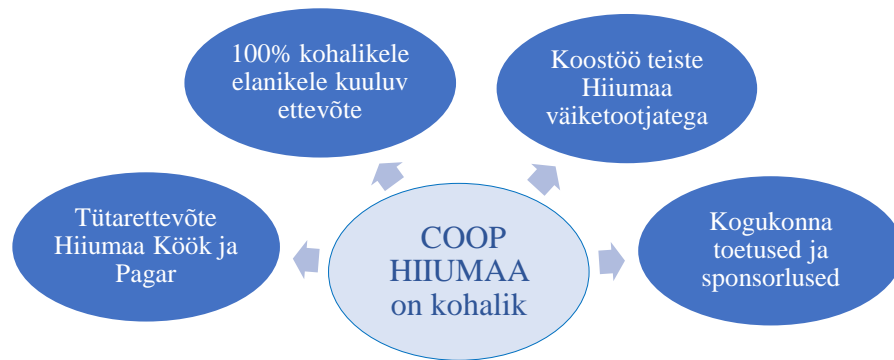 100% kohalikele
elanikele kuuluv
ettevõte
Koostöö teiste
Hiiumaa
väiketootjatega
Tütarettevõte
Hiiumaa Köök ja
Pagar
COOP
HIIUMAA
on kohalik
Kogukonna
toetused ja
sponsorlused